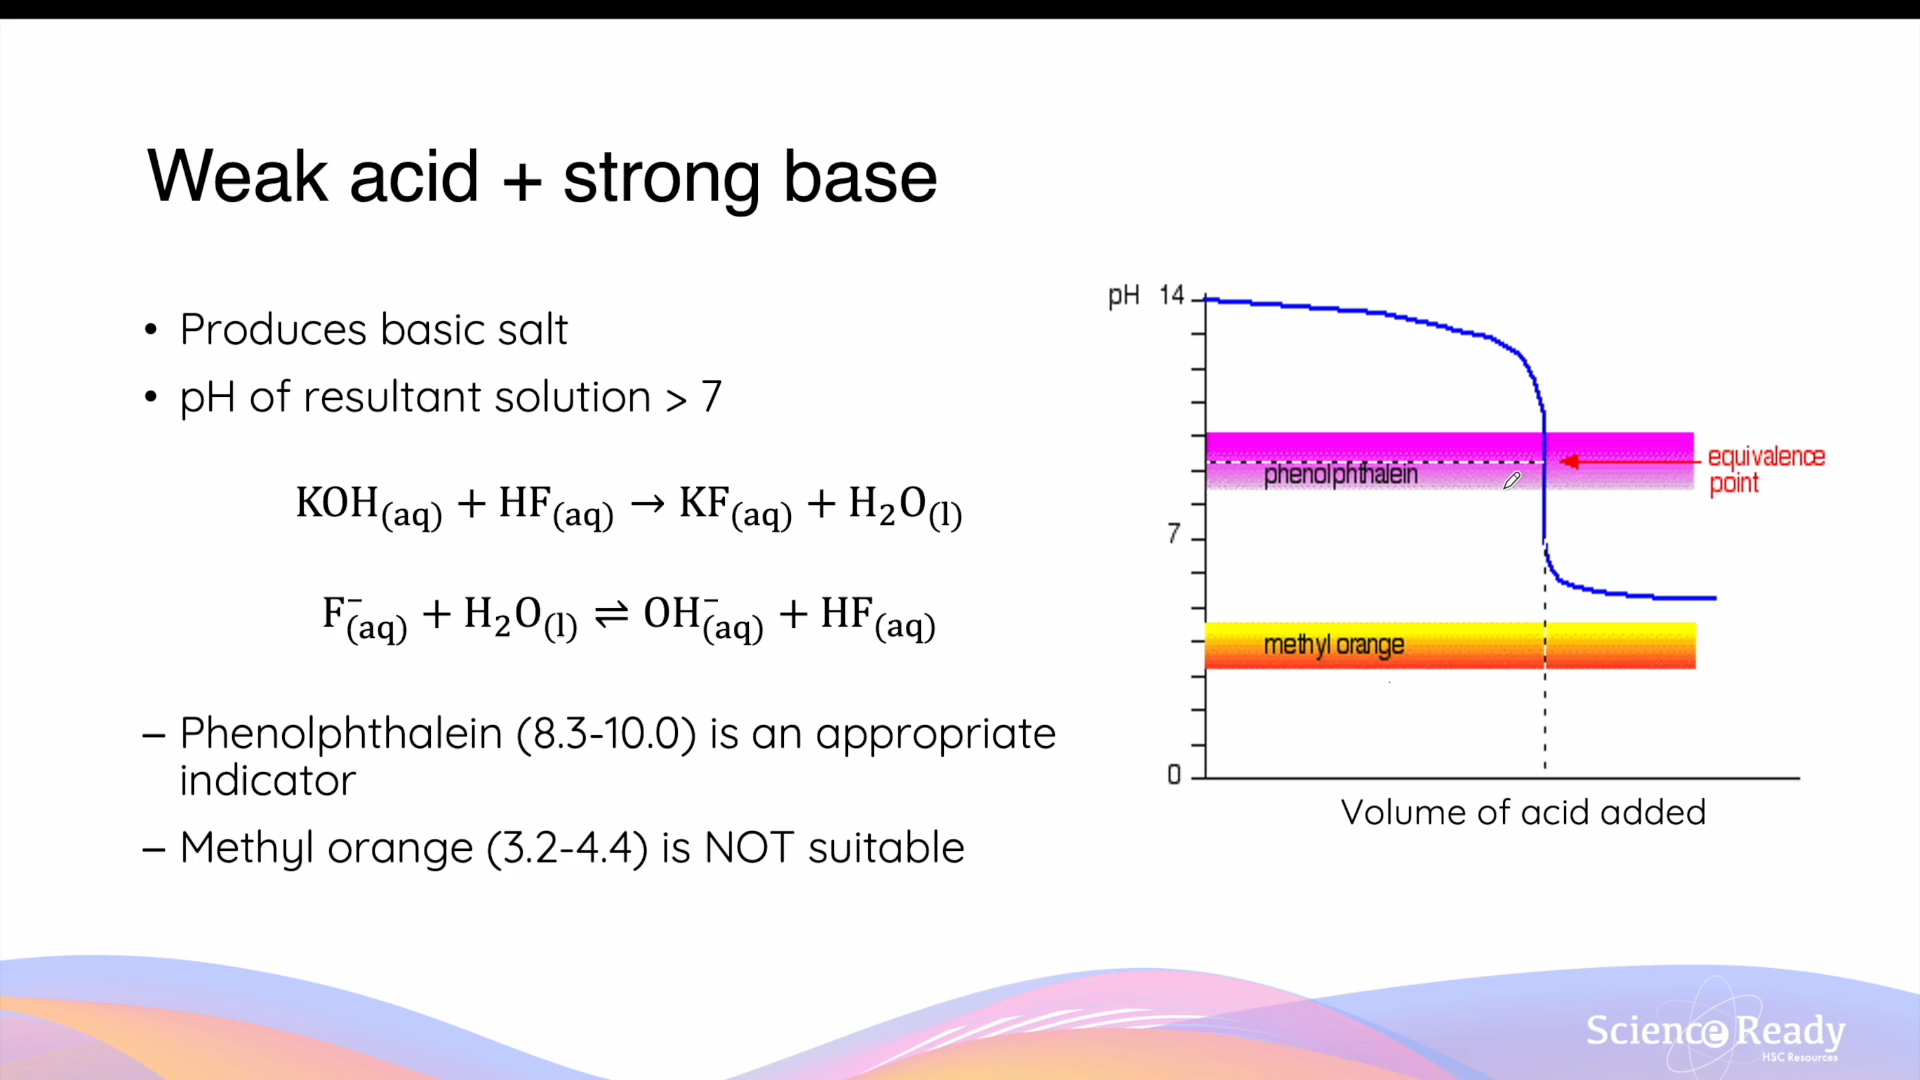 Weak acid + strong base
• Produces basic salt
• pH of resultant solution > 7
KOH(aq) + HF(aq) → KF(aq) + H₂O(l)
F⁻(aq) + H₂O(l) ⇌ OH⁻(aq) + HF(aq)
– Phenolphthalein (8.3-10.0) is an appropriate
indicator
– Methyl orange (3.2-4.4) is NOT suitable
pH 14
phenolphthalein
equivalence
point
7
methyl orange
0
Volume of acid added
Science Ready
HSC Resources